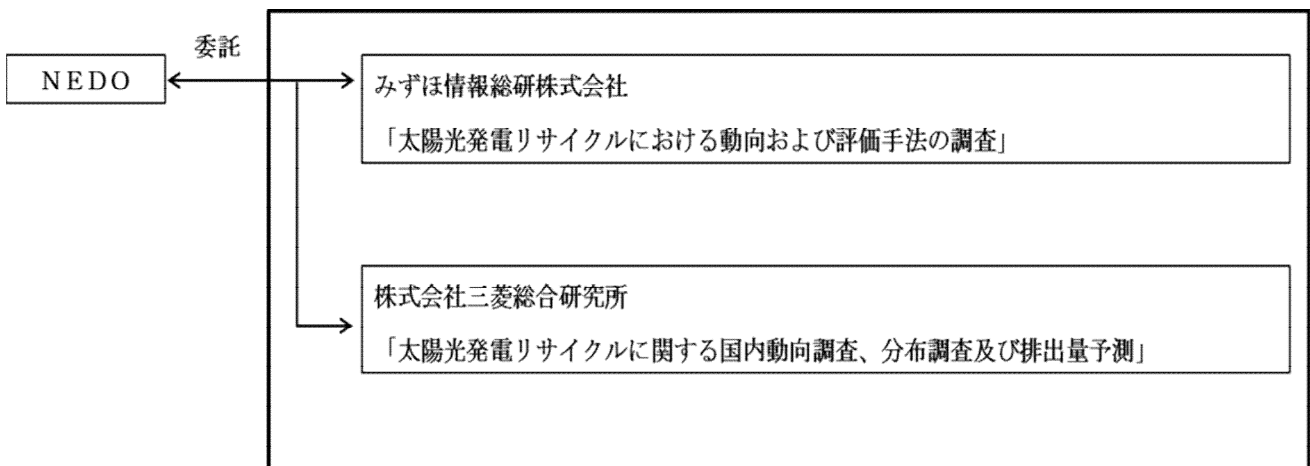 委託
NEDO
みずほ情報総研株式会社
「太陽光発電リサイクルにおける動向および評価手法の調査」
株式会社三菱総合研究所
「太陽光発電リサイクルに関する国内動向調査、分布調査及び排出量予測」